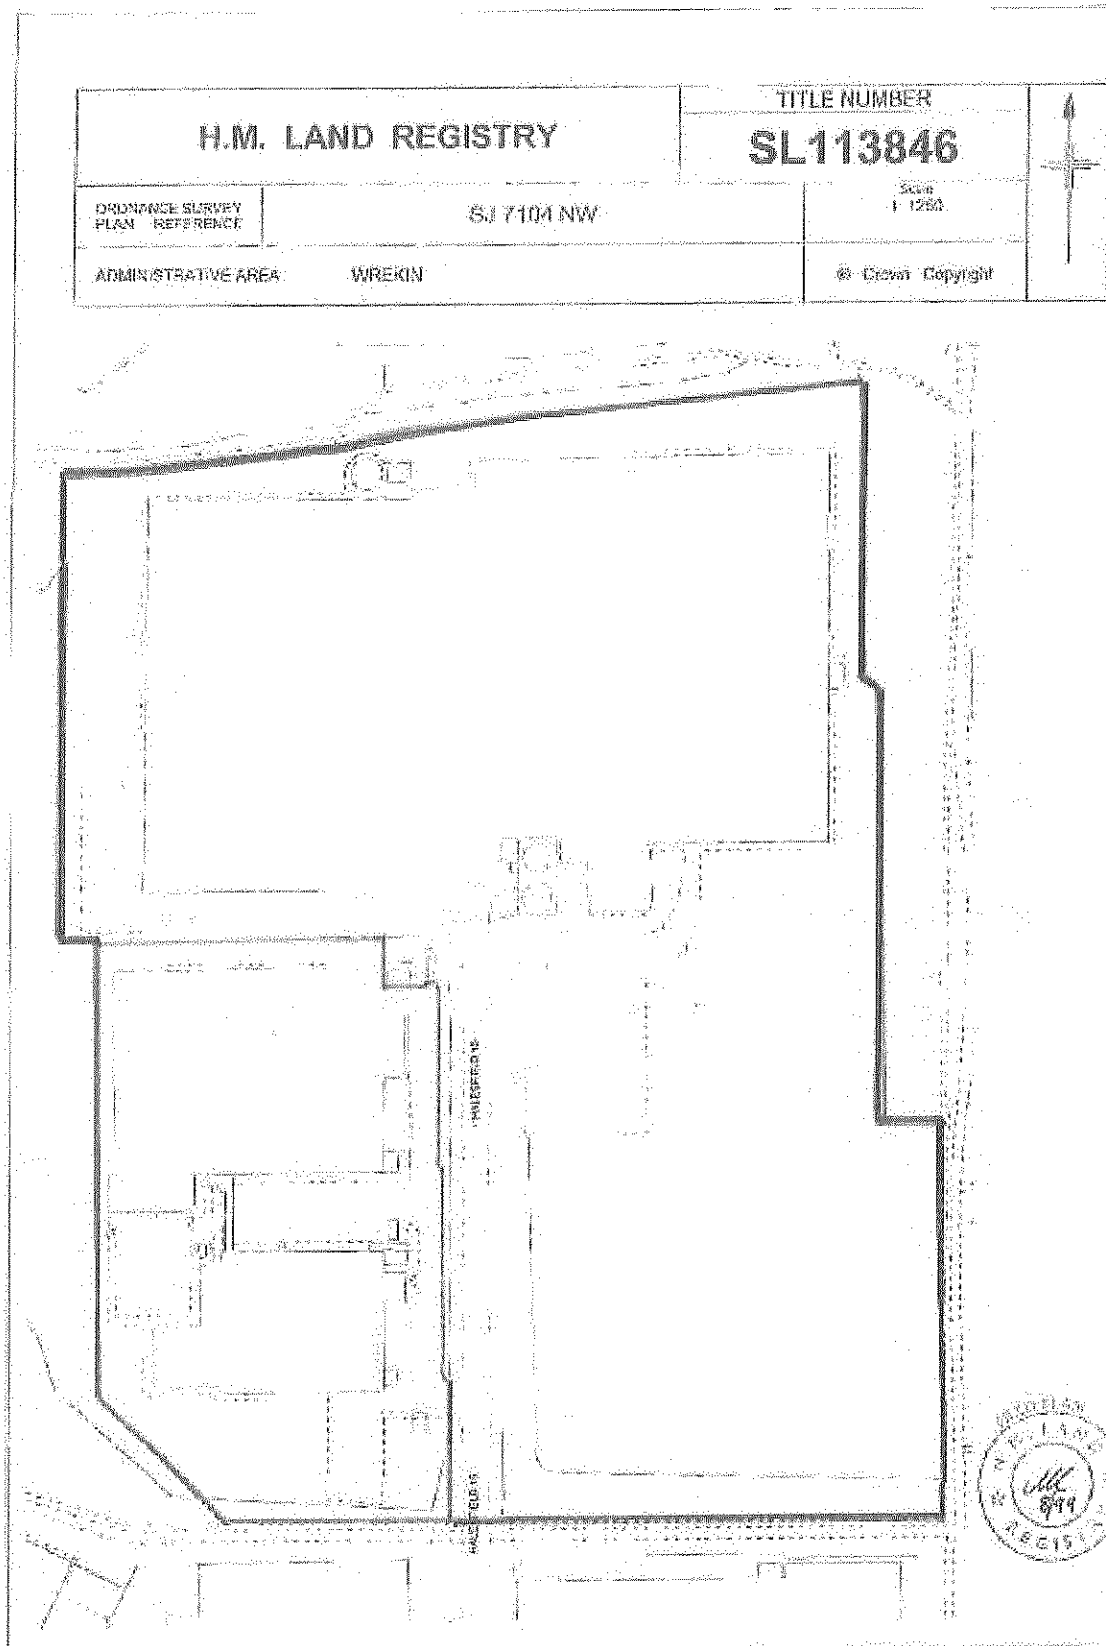 H.M. LAND REGISTRY
TITLE NUMBER
SL113846
ORDNANCE SURVEY
PLAN REFERENCE
SJ 7104 NW
Scale
1 1250
ADMINISTRATIVE AREA
WREKIN
© Crown Copyright